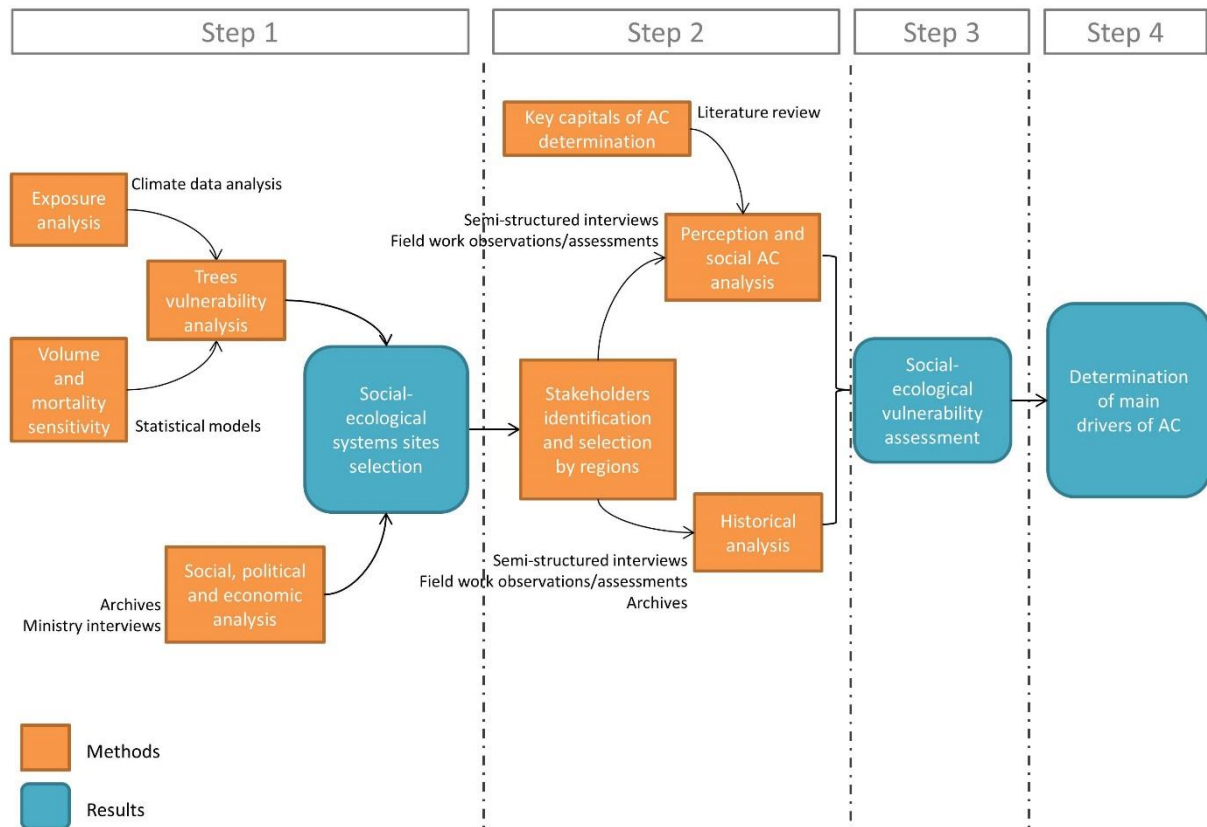 Step 1
Step 2
Step 3
Step 4
Exposure
analysis
Climate data analysis
Trees
vulnerability
analysis
Volume
and
mortality
sensitivity
Statistical models
Social, political
and economic
analysis
Archives
Ministry interviews
Social-
ecological
systems sites
selection
Key capitals of AC
determination
Literature review
Semi-structured interviews
Field work observations/assessments
Perception and
social AC
analysis
Stakeholders
identification
and selection
by regions
Historical
analysis
Semi-structured interviews
Field work observations/assessments
Archives
Social-
ecological
vulnerability
assessment
Determination
of main
drivers of AC
Methods
Results